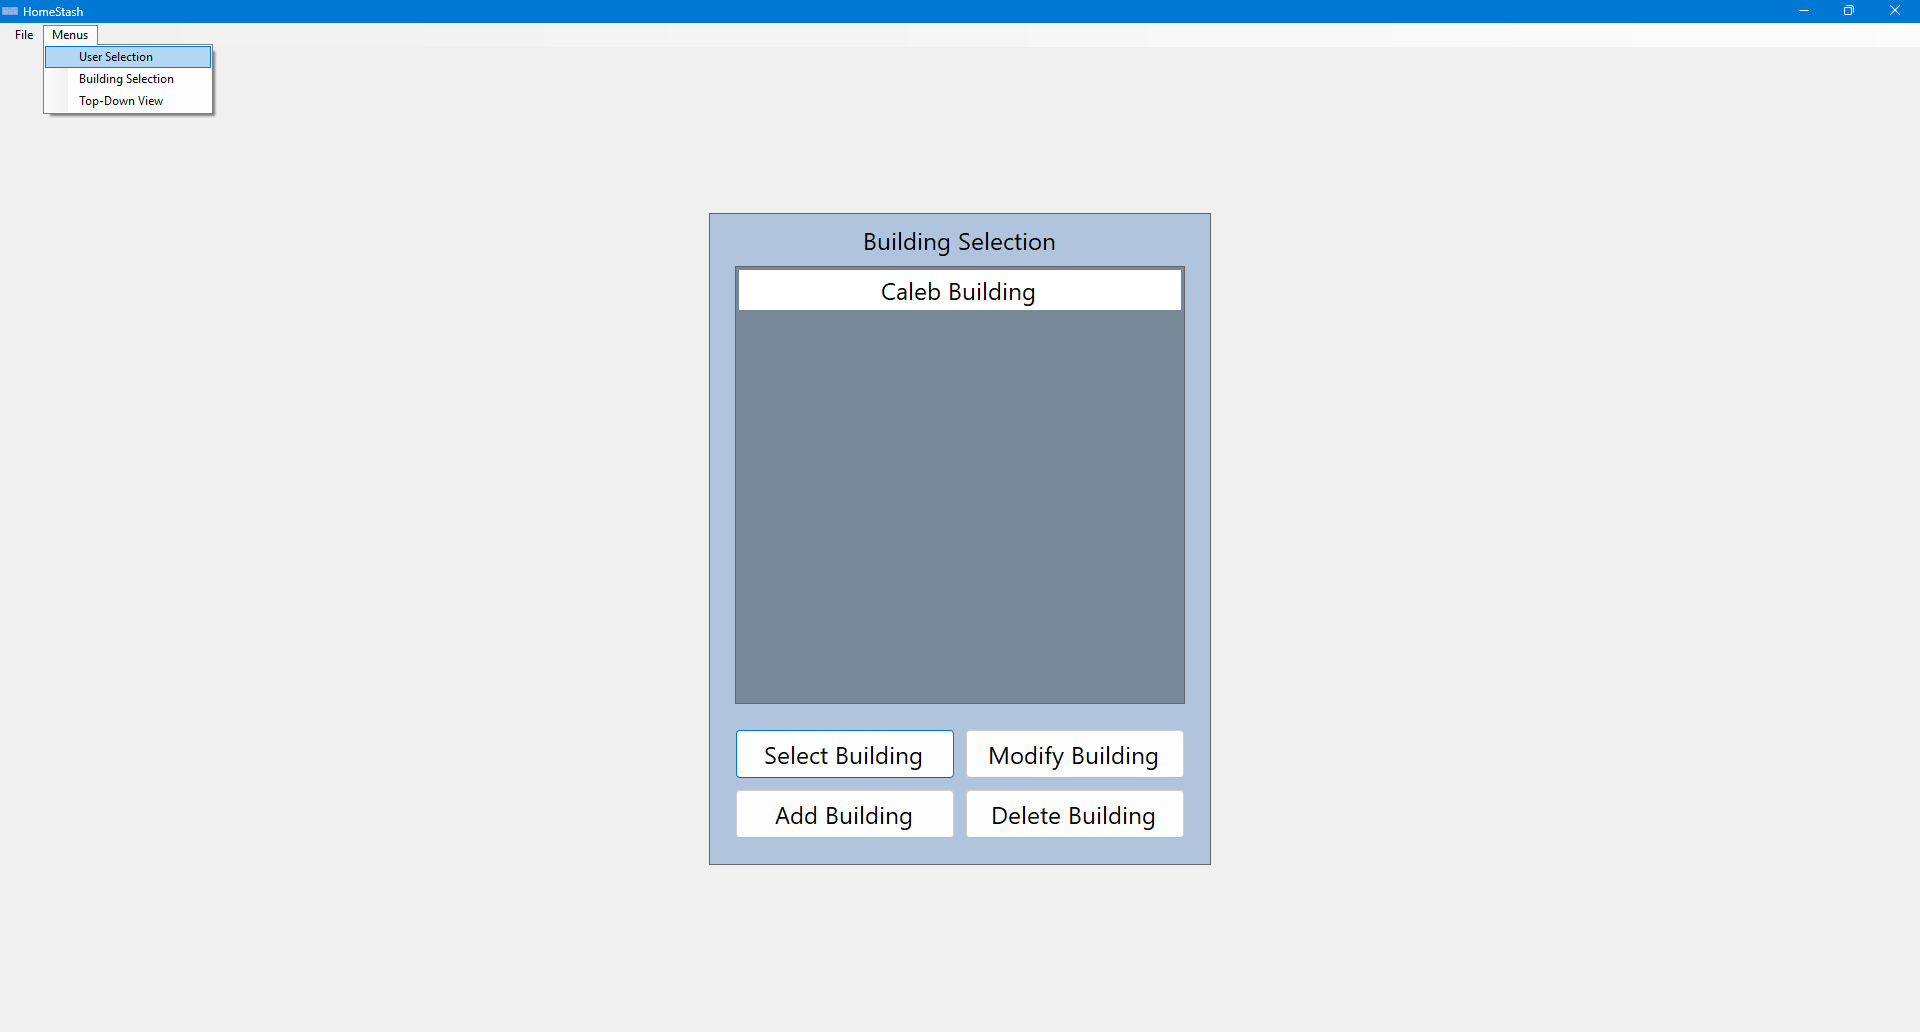 HomeStash
File Menus
User Selection
Building Selection
Top-Down View
Building Selection
Caleb Building
Select Building Modify Building
Add Building Delete Building